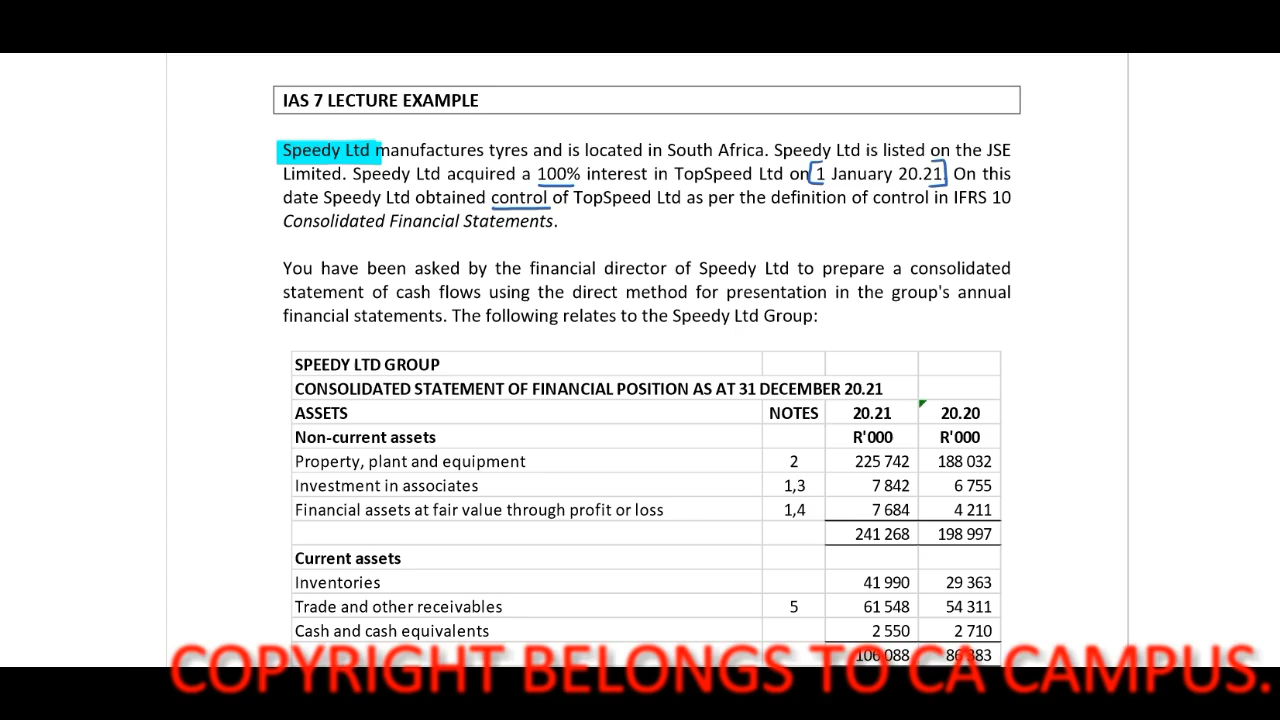 IAS 7 LECTURE EXAMPLE
Speedy Ltd manufactures tyres and is located in South Africa. Speedy Ltd is listed on the JSE
Limited. Speedy Ltd acquired a 100% interest in TopSpeed Ltd on 1 January 20.21. On this
date Speedy Ltd obtained control of TopSpeed Ltd as per the definition of control in IFRS 10
Consolidated Financial Statements.
You have been asked by the financial director of Speedy Ltd to prepare a consolidated
statement of cash flows using the direct method for presentation in the group's annual
financial statements. The following relates to the Speedy Ltd Group:
SPEEDY LTD GROUP
CONSOLIDATED STATEMENT OF FINANCIAL POSITION AS AT 31 DECEMBER 20.21
ASSETS NOTES 20.21 20.20
Non-current assets R'000 R'000
Property, plant and equipment 2 225 742 188 032
Investment in associates 1,3 7 842 6 755
Financial assets at fair value through profit or loss 1,4 7 684 4 211
241 268 198 997
Current assets
Inventories 41 990 29 363
Trade and other receivables 5 61 548 54 311
Cash and cash equivalents 2 550 2 710
106 088 86 383
COPYRIGHT BELONGS TO CA CAMPUS.